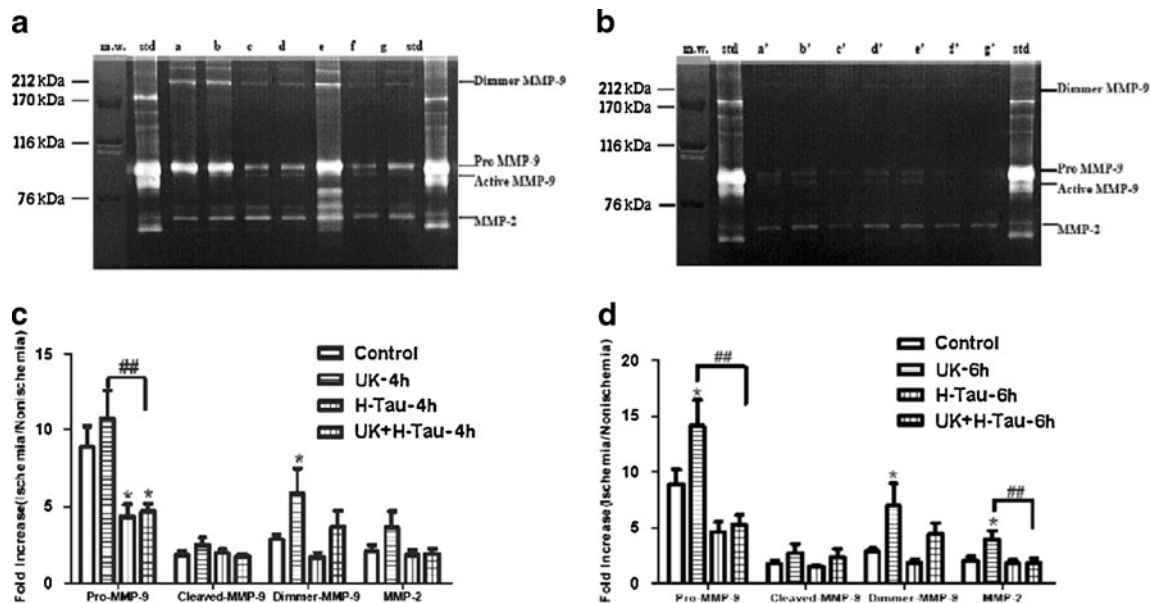 a
m.w. std a b c d e f g std
212 kDa
170 kDa
116 kDa
76 kDa
Dimmer MMP-9
Pro MMP-9
Active MMP-9
MMP-2
b
m.w. std a' b' c' d' e' f' g' std
212 kDa
170 kDa
116 kDa
76 kDa
Dimmer MMP-9
Pro MMP-9
Active MMP-9
MMP-2
c
Fold Increase(Ischemia/Nonischemia)
15
10
5
0
##
* *
*
Control
UK-4h
H-Tau-4h
UK+H-Tau-4h
Pro-MMP-9 Cleaved-MMP-9 Dimmer-MMP-9 MMP-2
d
Fold Increase(Ischemia/Nonischemia)
20
15
10
5
0
##
*
*
##
*
Control
UK-6h
H-Tau-6h
UK+H-Tau-6h
Pro-MMP-9 Cleaved-MMP-9 Dimmer-MMP-9 MMP-2